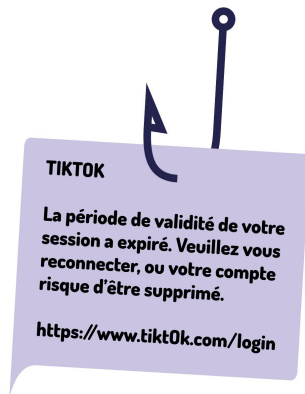 TIKTOK
La période de validité de votre
session a expiré. Veuillez vous
reconnecter, ou votre compte
risque d'être supprimé.
https://www.tikt0k.com/login